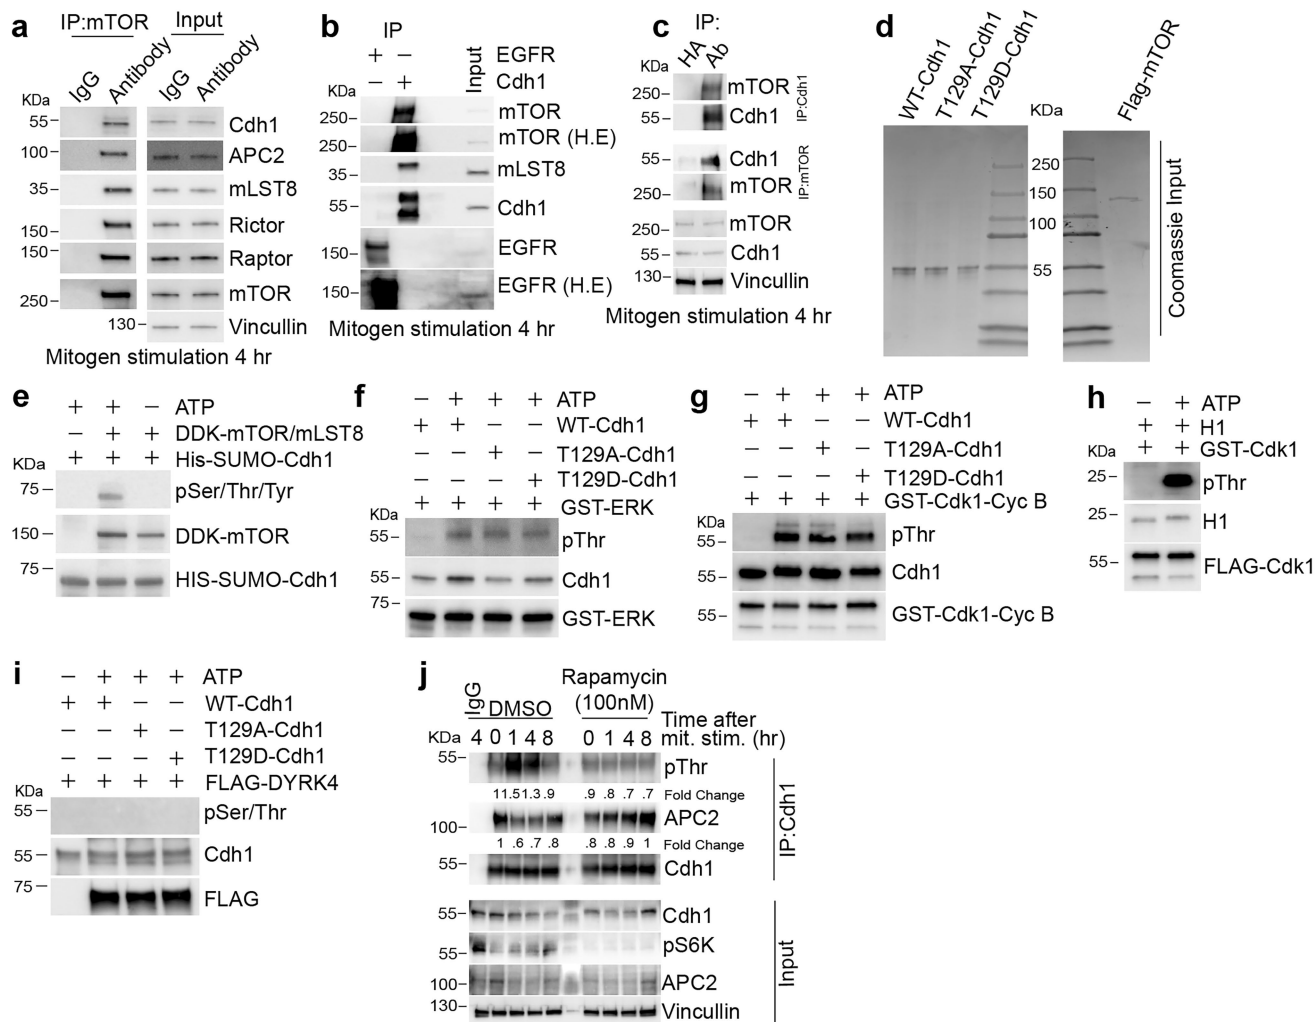 a
IP:mTOR Input
IgG Antibody IgG Antibody
KDa
55 Cdh1
100 APC2
35 mLST8
150 Rictor
150 Raptor
250 mTOR
130 Vincullin
Mitogen stimulation 4 hr
b
IP
+ − EGFR
− + Cdh1
Input
KDa
250 mTOR
250 mTOR (H.E)
35 mLST8
55 Cdh1
150 EGFR
150 EGFR (H.E)
Mitogen stimulation 4 hr
c
IP:
HA Ab
KDa
250 mTOR
55 Cdh1
IP:Cdh1
55 Cdh1
250 mTOR
IP:mTOR
250 mTOR
55 Cdh1
130 Vincullin
Mitogen stimulation 4 hr
d
WT-Cdh1 T129A-Cdh1 T129D-Cdh1 Flag-mTOR
KDa
250
150
100
55
Coomassie Input
e
+ + − ATP
− + + DDK-mTOR/mLST8
+ + + His-SUMO-Cdh1
KDa
75 pSer/Thr/Tyr
150 DDK-mTOR
75 HIS-SUMO-Cdh1
f
− + + + ATP
+ + − − WT-Cdh1
− − + − T129A-Cdh1
− − − + T129D-Cdh1
+ + + + GST-ERK
KDa
55 pThr
55 Cdh1
75 GST-ERK
g
− + + + ATP
+ + − − WT-Cdh1
− − + − T129A-Cdh1
− − − + T129D-Cdh1
+ + + + GST-Cdk1-Cyc B
KDa
55 pThr
55 Cdh1
55 GST-Cdk1-Cyc B
h
− + ATP
+ + H1
+ + GST-Cdk1
KDa
25 pThr
25 H1
55 FLAG-Cdk1
i
− + + + ATP
+ + − − WT-Cdh1
− − + − T129A-Cdh1
− − − + T129D-Cdh1
+ + + + FLAG-DYRK4
KDa
55 pSer/Thr
55 Cdh1
75 FLAG
j
IgG DMSO Rapamycin (100nM)
Time after
KDa 4 0 1 4 8 0 1 4 8 mit. stim. (hr)
55 pThr
1 1.5 1.3 .9 .9 .8 .7 .7 Fold Change
100 APC2
1 .6 .7 .8 .8 .8 .9 1 Fold Change
55 Cdh1
IP:Cdh1
55 Cdh1
55 pS6K
100 APC2
130 Vincullin
Input